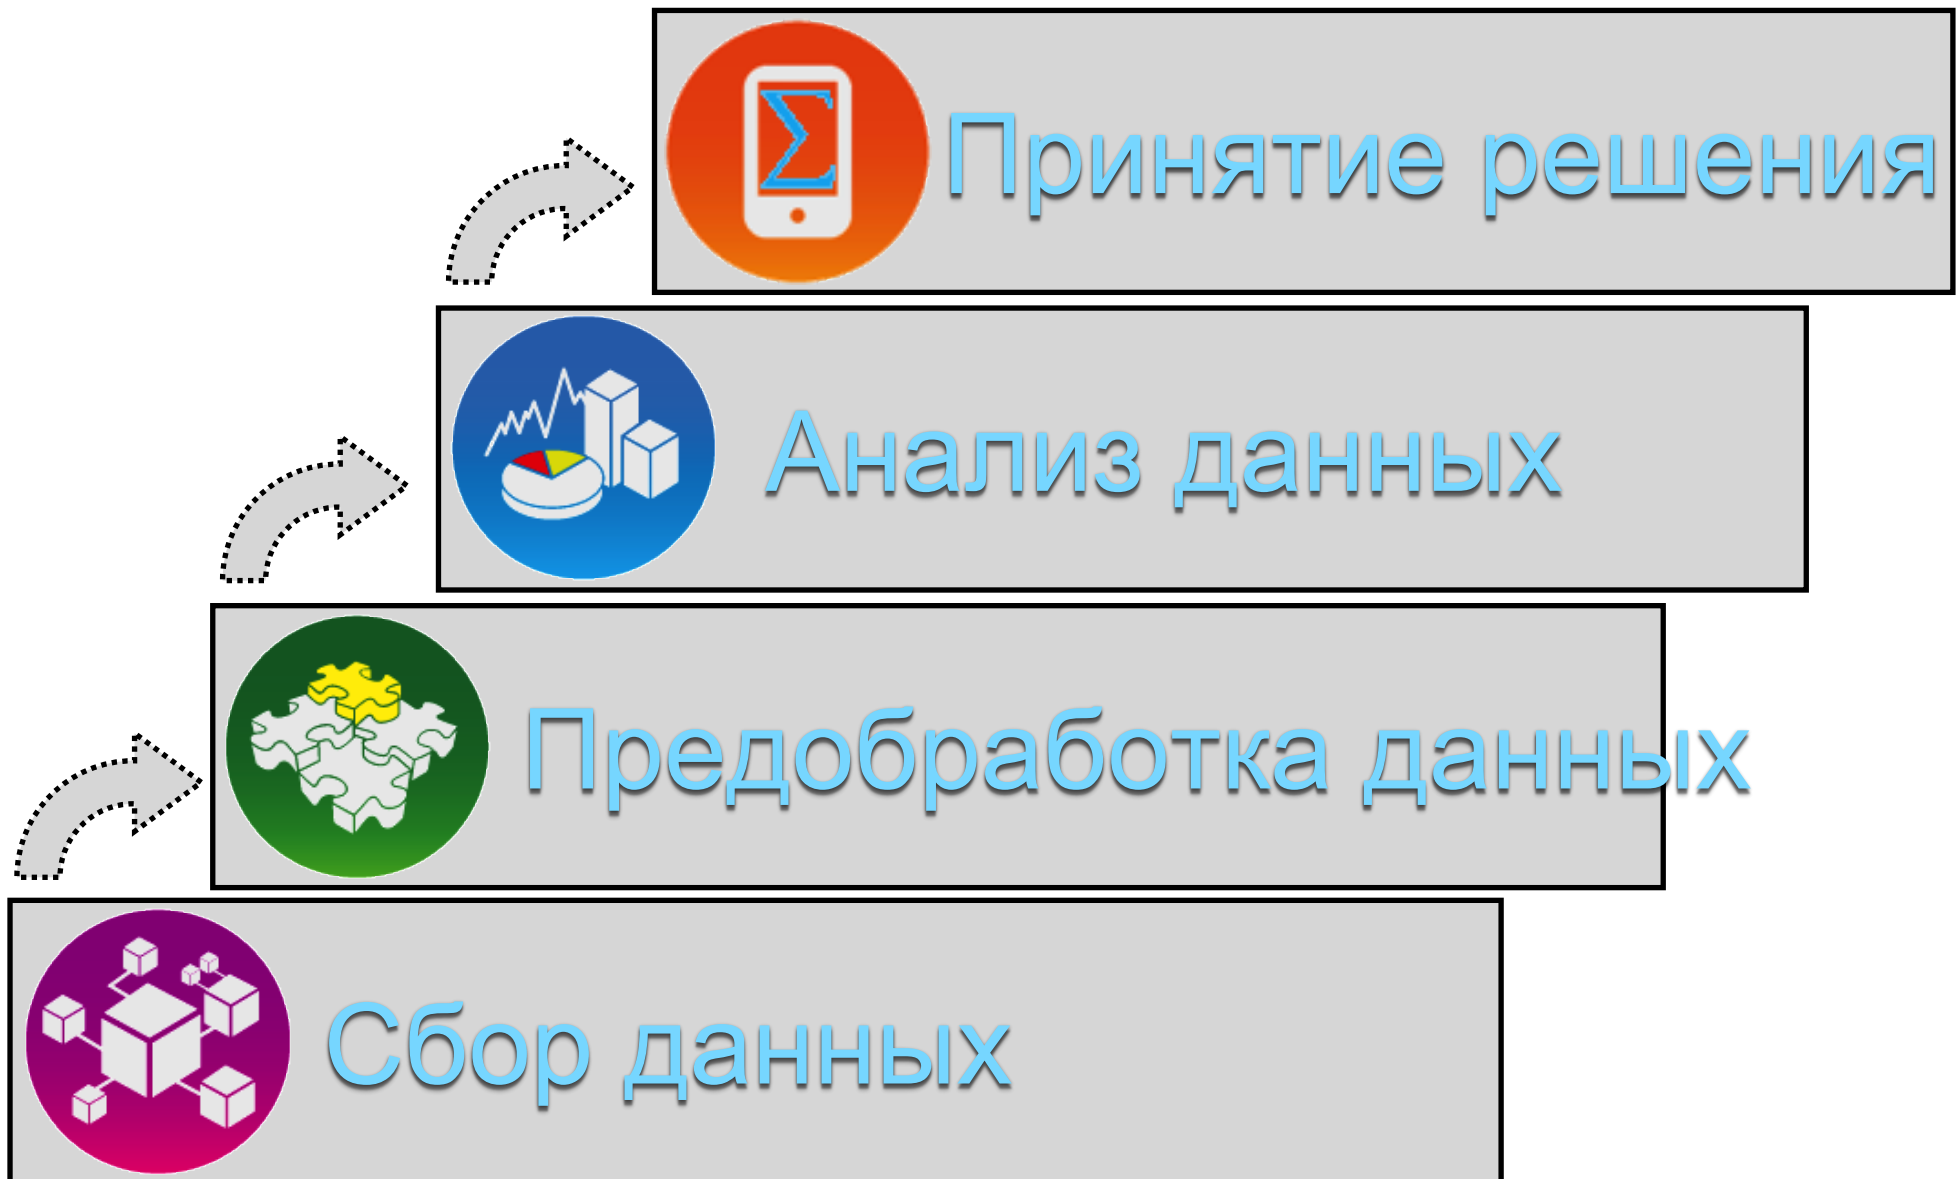 Σ
Принятие решения
Анализ данных
Предобработка данных
Сбор данных